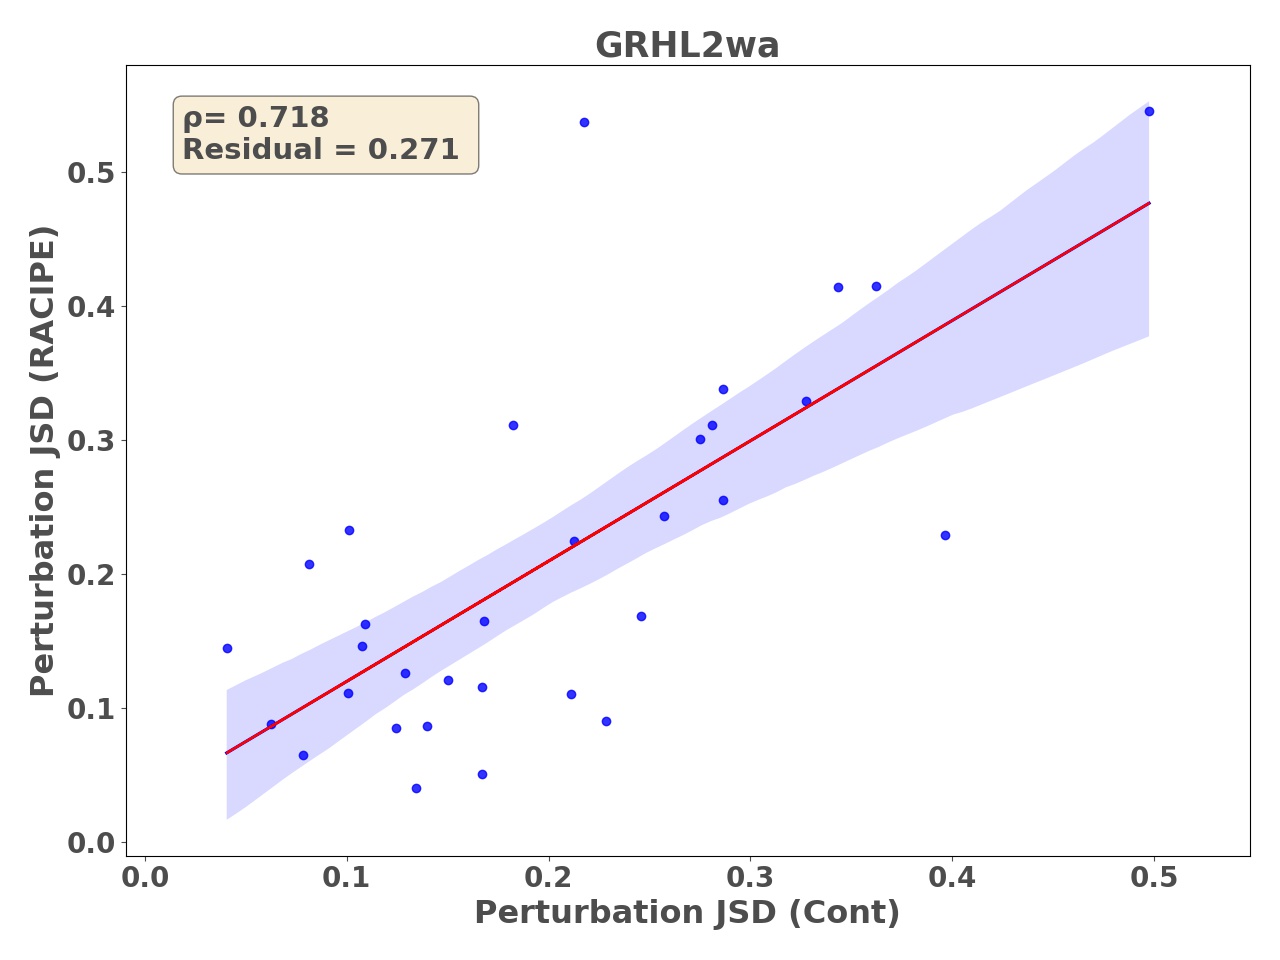 GRHL2wa
ρ= 0.718
Residual = 0.271
Perturbation JSD (RACIPE)
0.5
0.4
0.3
0.2
0.1
0.0
0.0 0.1 0.2 0.3 0.4 0.5
Perturbation JSD (Cont)